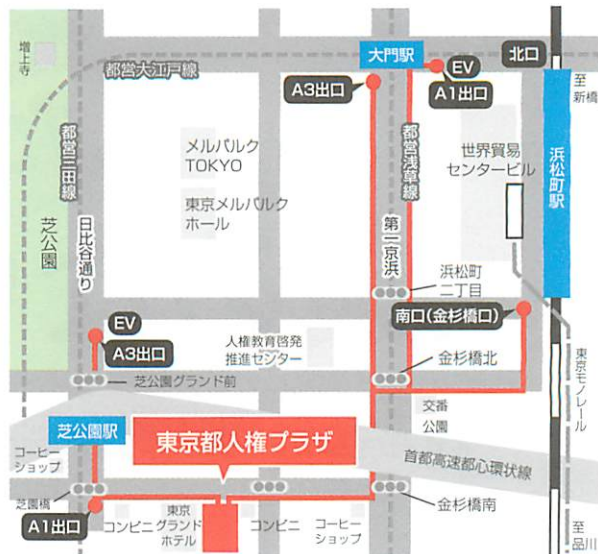 増上寺
都営大江戸線
大門駅
北口
EV
A3出口
A1出口
至
新橋
都営三田線
日比谷通り
芝公園
メルパルク
TOKYO
東京メルパルク
ホール
都営浅草線
第一京浜
世界貿易
センタービル
浜松町駅
浜松町
二丁目
南口(金杉橋口)
EV
A3出口
人権教育啓発
推進センター
金杉橋北
芝公園グランド前
東京モノレール
交番
公園
芝公園駅
東京都人権プラザ
首都高速都心環状線
コーヒー
ショップ
芝園橋
金杉橋南
A1出口
コンビニ
東京
グランド
ホテル
コンビニ
コーヒー
ショップ
至
品川